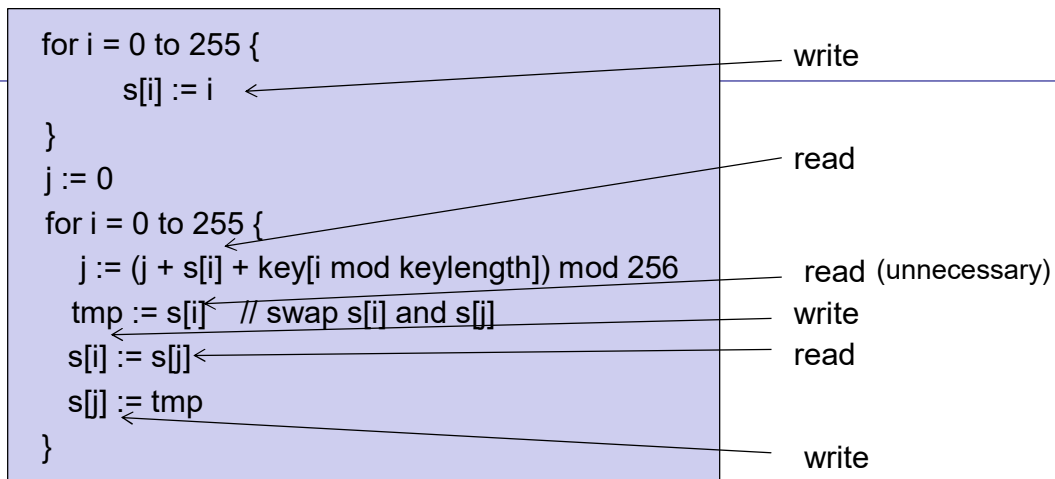 for i = 0 to 255 {
write
s[i] := i
}
read
j := 0
for i = 0 to 255 {
j := (j + s[i] + key[i mod keylength]) mod 256
read (unnecessary)
tmp := s[i] // swap s[i] and s[j]
write
s[i] := s[j]
read
s[j] := tmp
}
write